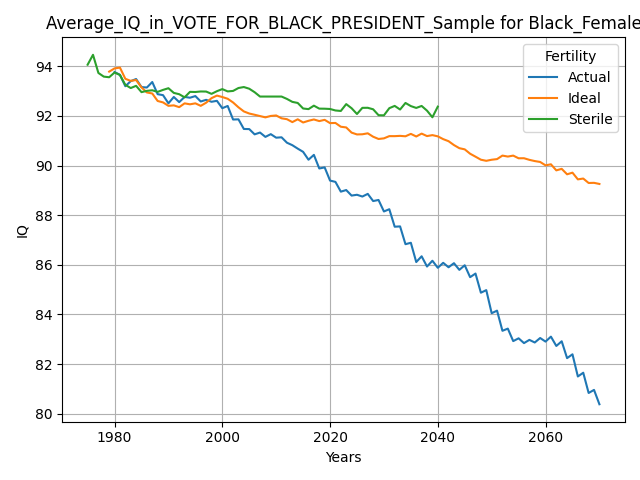 Average_IQ_in_VOTE_FOR_BLACK_PRESIDENT_Sample for Black_Female
Fertility
Actual
Ideal
Sterile
94
92
90
88
86
84
82
80
IQ
1980
2000
2020
2040
2060
Years